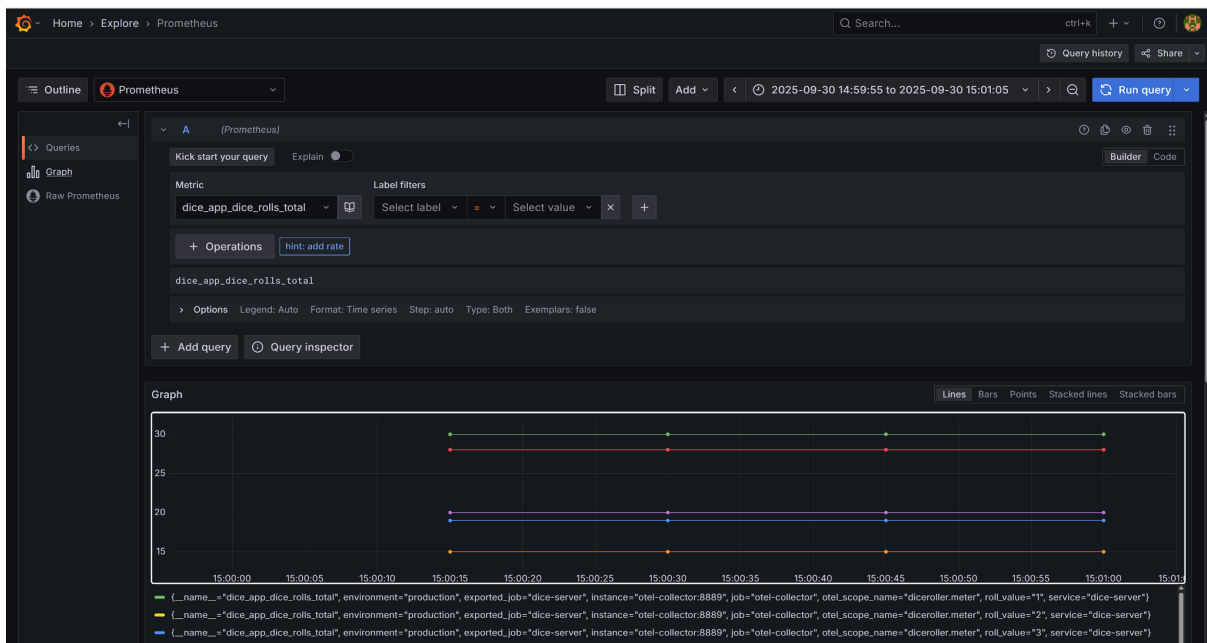 Home › Explore › Prometheus Search... ctrl+k
Query history Share
Outline Prometheus Split Add 2025-09-30 14:59:55 to 2025-09-30 15:01:05 Run query
Queries
Graph
Raw Prometheus
A (Prometheus)
Kick start your query Explain Builder Code
Metric Label filters
dice_app_dice_rolls_total Select label = Select value × +
+ Operations hint: add rate
dice_app_dice_rolls_total
› Options Legend: Auto Format: Time series Step: auto Type: Both Exemplars: false
+ Add query Query inspector
Graph Lines Bars Points Stacked lines Stacked bars
30
25
20
15
15:00:00 15:00:05 15:00:10 15:00:15 15:00:20 15:00:25 15:00:30 15:00:35 15:00:40 15:00:45 15:00:50 15:00:55 15:01:00
{__name__="dice_app_dice_rolls_total", environment="production", exported_job="dice-server", instance="otel-collector:8889", job="otel-collector", otel_scope_name="diceroller.meter", roll_value="1", service="dice-server"}
{__name__="dice_app_dice_rolls_total", environment="production", exported_job="dice-server", instance="otel-collector:8889", job="otel-collector", otel_scope_name="diceroller.meter", roll_value="2", service="dice-server"}
{__name__="dice_app_dice_rolls_total", environment="production", exported_job="dice-server", instance="otel-collector:8889", job="otel-collector", otel_scope_name="diceroller.meter", roll_value="3", service="dice-server"}